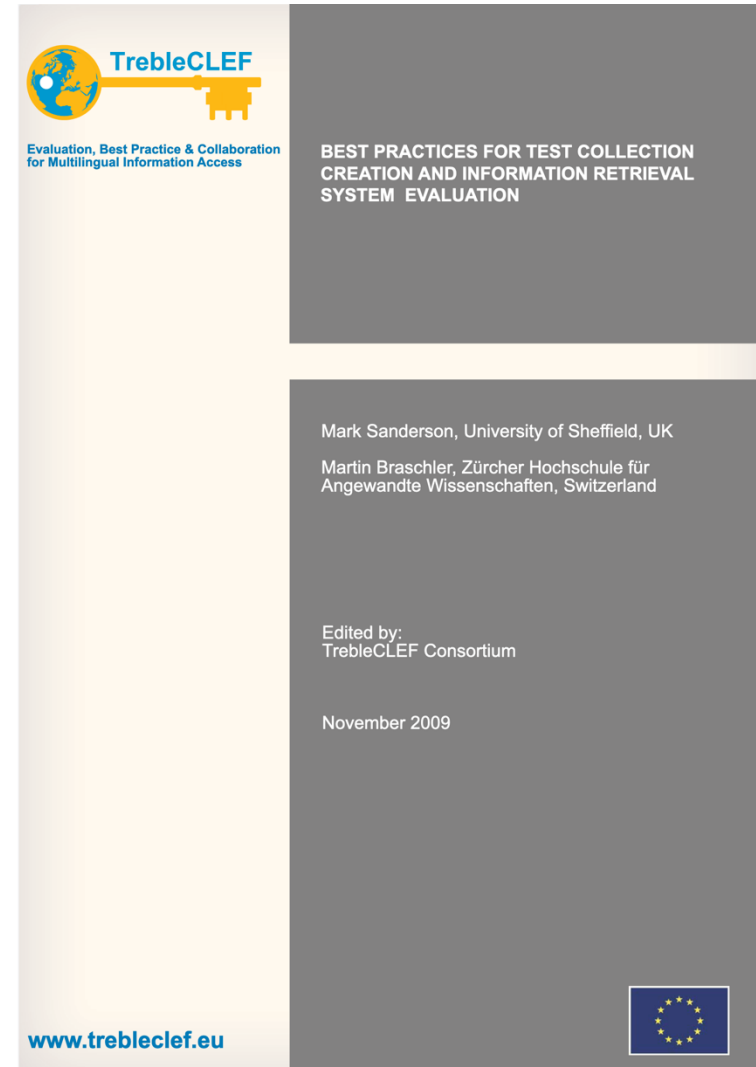 TrebleCLEF
Evaluation, Best Practice & Collaboration
for Multilingual Information Access
BEST PRACTICES FOR TEST COLLECTION
CREATION AND INFORMATION RETRIEVAL
SYSTEM EVALUATION
Mark Sanderson, University of Sheffield, UK
Martin Braschler, Zürcher Hochschule für
Angewandte Wissenschaften, Switzerland
Edited by:
TrebleCLEF Consortium
November 2009
www.trebleclef.eu